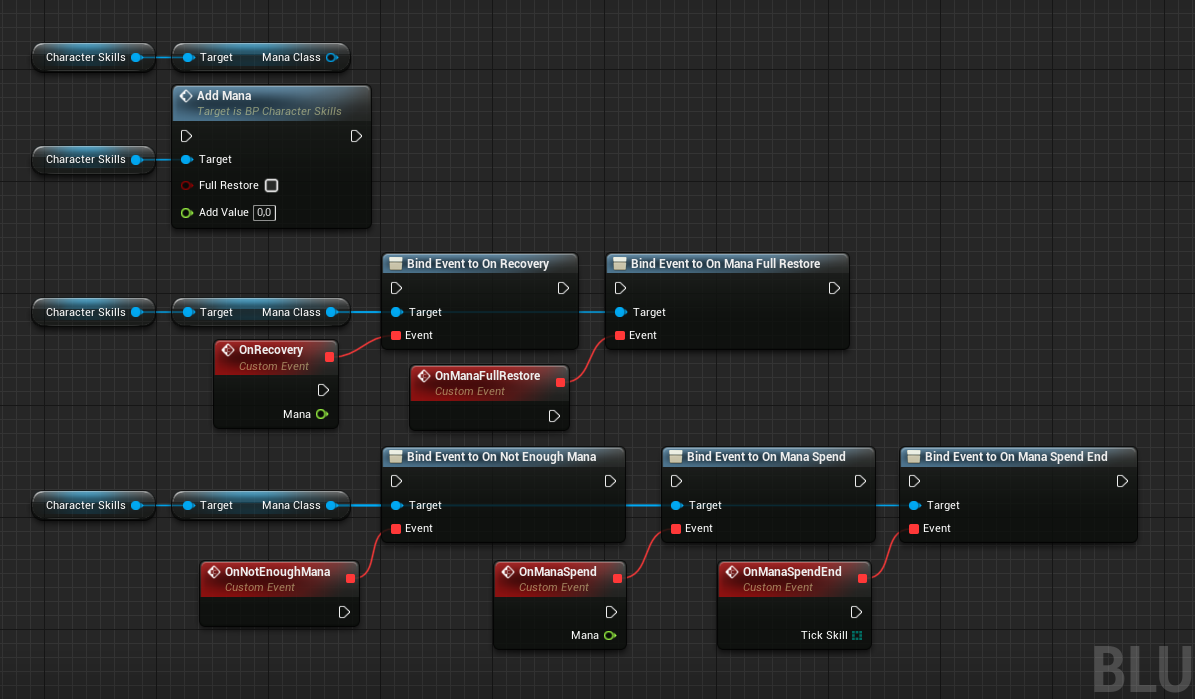 Character Skills
Target Mana Class
Add Mana
Target is BP Character Skills
Character Skills
Target
Full Restore
Add Value 0,0
Bind Event to On Recovery
Bind Event to On Mana Full Restore
Character Skills
Target Mana Class
Target
Event
Target
Event
OnRecovery
Custom Event
Mana
OnManaFullRestore
Custom Event
Bind Event to On Not Enough Mana
Bind Event to On Mana Spend
Bind Event to On Mana Spend End
Character Skills
Target Mana Class
Target
Event
Target
Event
Target
Event
OnNotEnoughMana
Custom Event
OnManaSpend
Custom Event
Mana
OnManaSpendEnd
Custom Event
Tick Skill
BLU